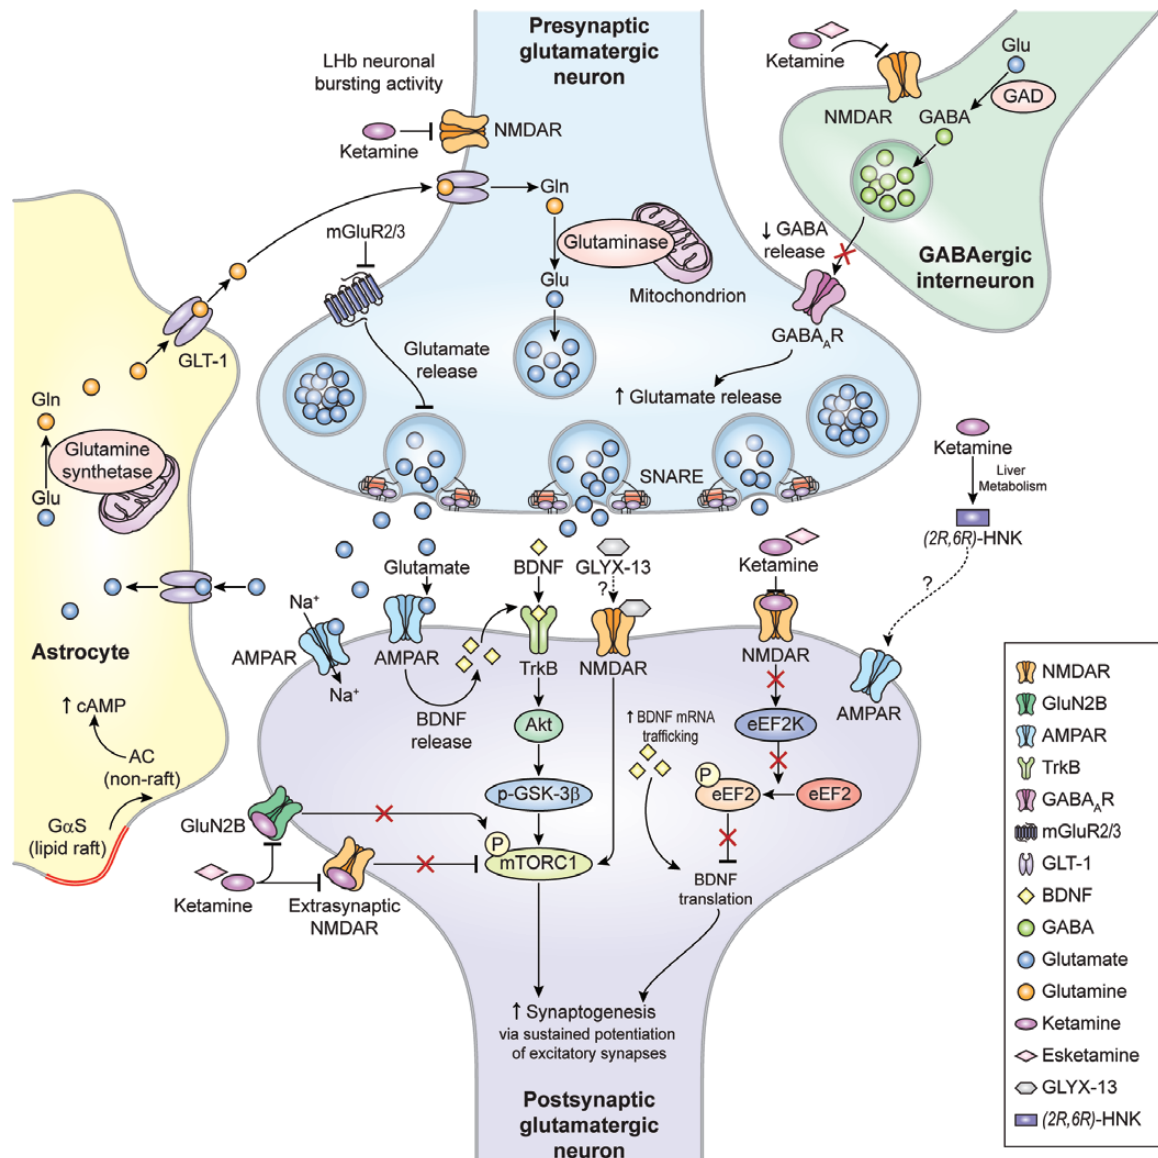 Presynaptic
glutamatergic
neuron
LHb neuronal
bursting activity
Ketamine
NMDAR
Ketamine
NMDAR
Glu
GAD
GABA
GABAergic
interneuron
↓ GABA
release
GABA_AR
↑ Glutamate release
Gln
Glutaminase
Mitochondrion
Glu
mGluR2/3
Glutamate
release
SNARE
GLT-1
Gln
Glutamine
synthetase
Glu
Astrocyte
↑ cAMP
AC
(non-raft)
GαS
(lipid raft)
Ketamine
Liver
Metabolism
(2R,6R)-HNK
?
AMPAR
Na⁺
AMPAR
Na⁺
Glutamate
AMPAR
BDNF
release
BDNF
TrkB
GLYX-13
?
NMDAR
Ketamine
NMDAR
Akt
p-GSK-3β
P
mTORC1
↑ BDNF mRNA
trafficking
eEF2K
P
eEF2
eEF2
BDNF
translation
GluN2B
Ketamine
Extrasynaptic
NMDAR
↑ Synaptogenesis
via sustained potentiation
of excitatory synapses
Postsynaptic
glutamatergic
neuron
NMDAR
GluN2B
AMPAR
TrkB
GABA_AR
mGluR2/3
GLT-1
BDNF
GABA
Glutamate
Glutamine
Ketamine
Esketamine
GLYX-13
(2R,6R)-HNK